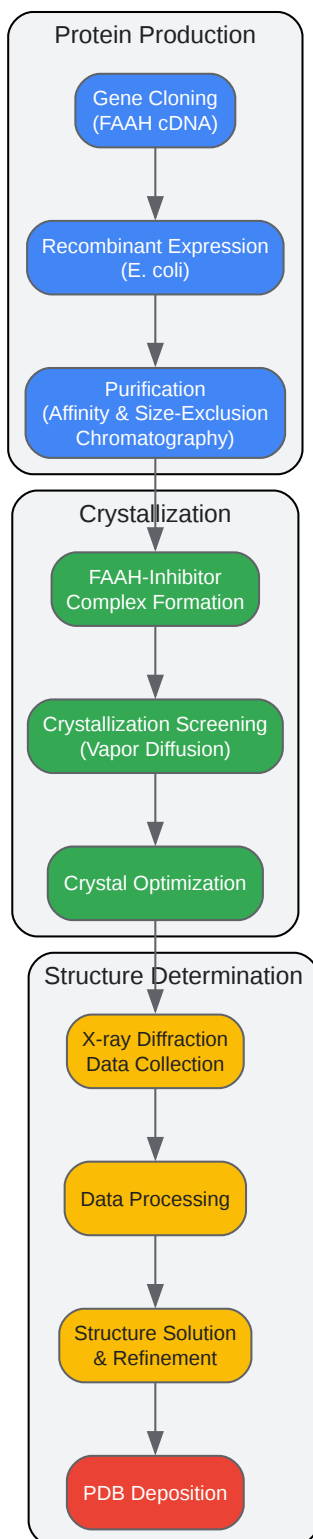 Protein Production
Gene Cloning
(FAAH cDNA)
Recombinant Expression
(E. coli)
Purification
(Affinity & Size-Exclusion
Chromatography)
Crystallization
FAAH-Inhibitor
Complex Formation
Crystallization Screening
(Vapor Diffusion)
Crystal Optimization
Structure Determination
X-ray Diffraction
Data Collection
Data Processing
Structure Solution
& Refinement
PDB Deposition